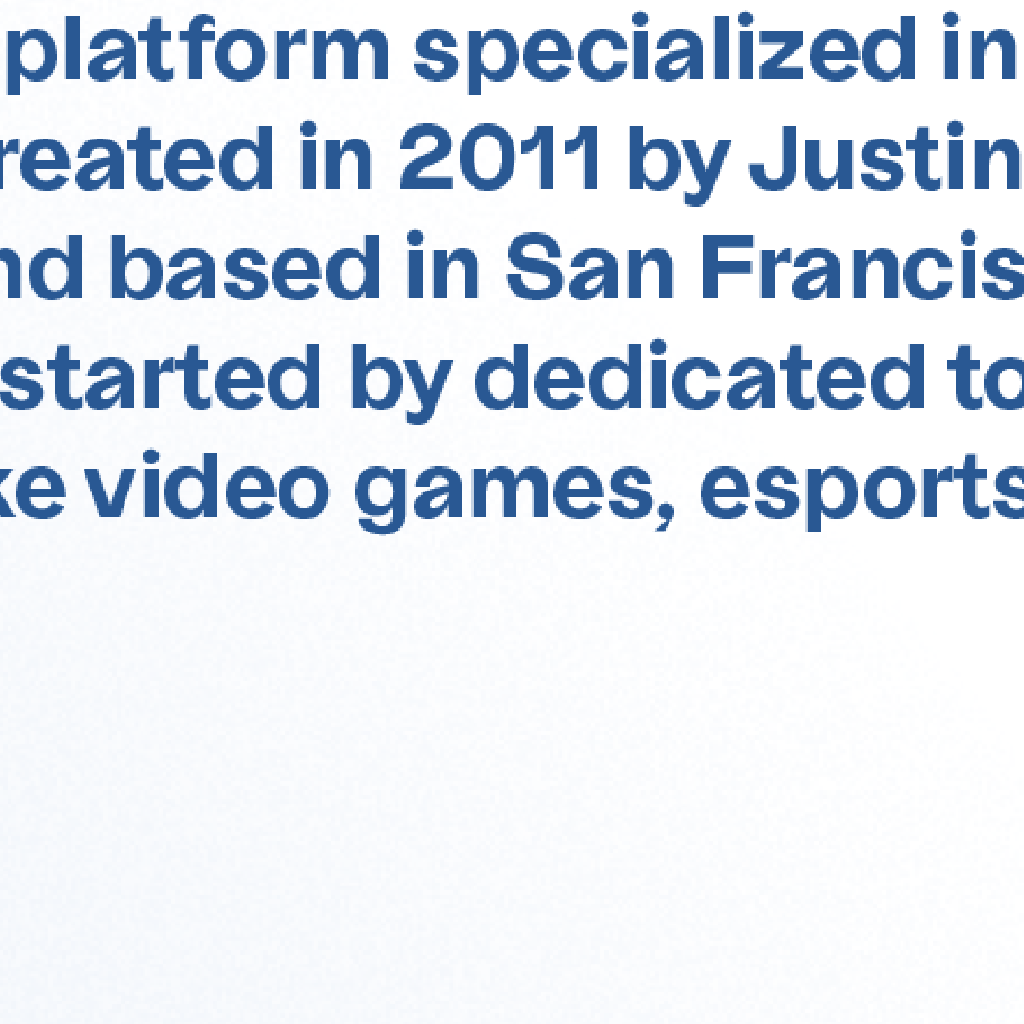 platform specialized in
reated in 2011 by Justin
nd based in San Francis
started by dedicated to
ke video games, esports